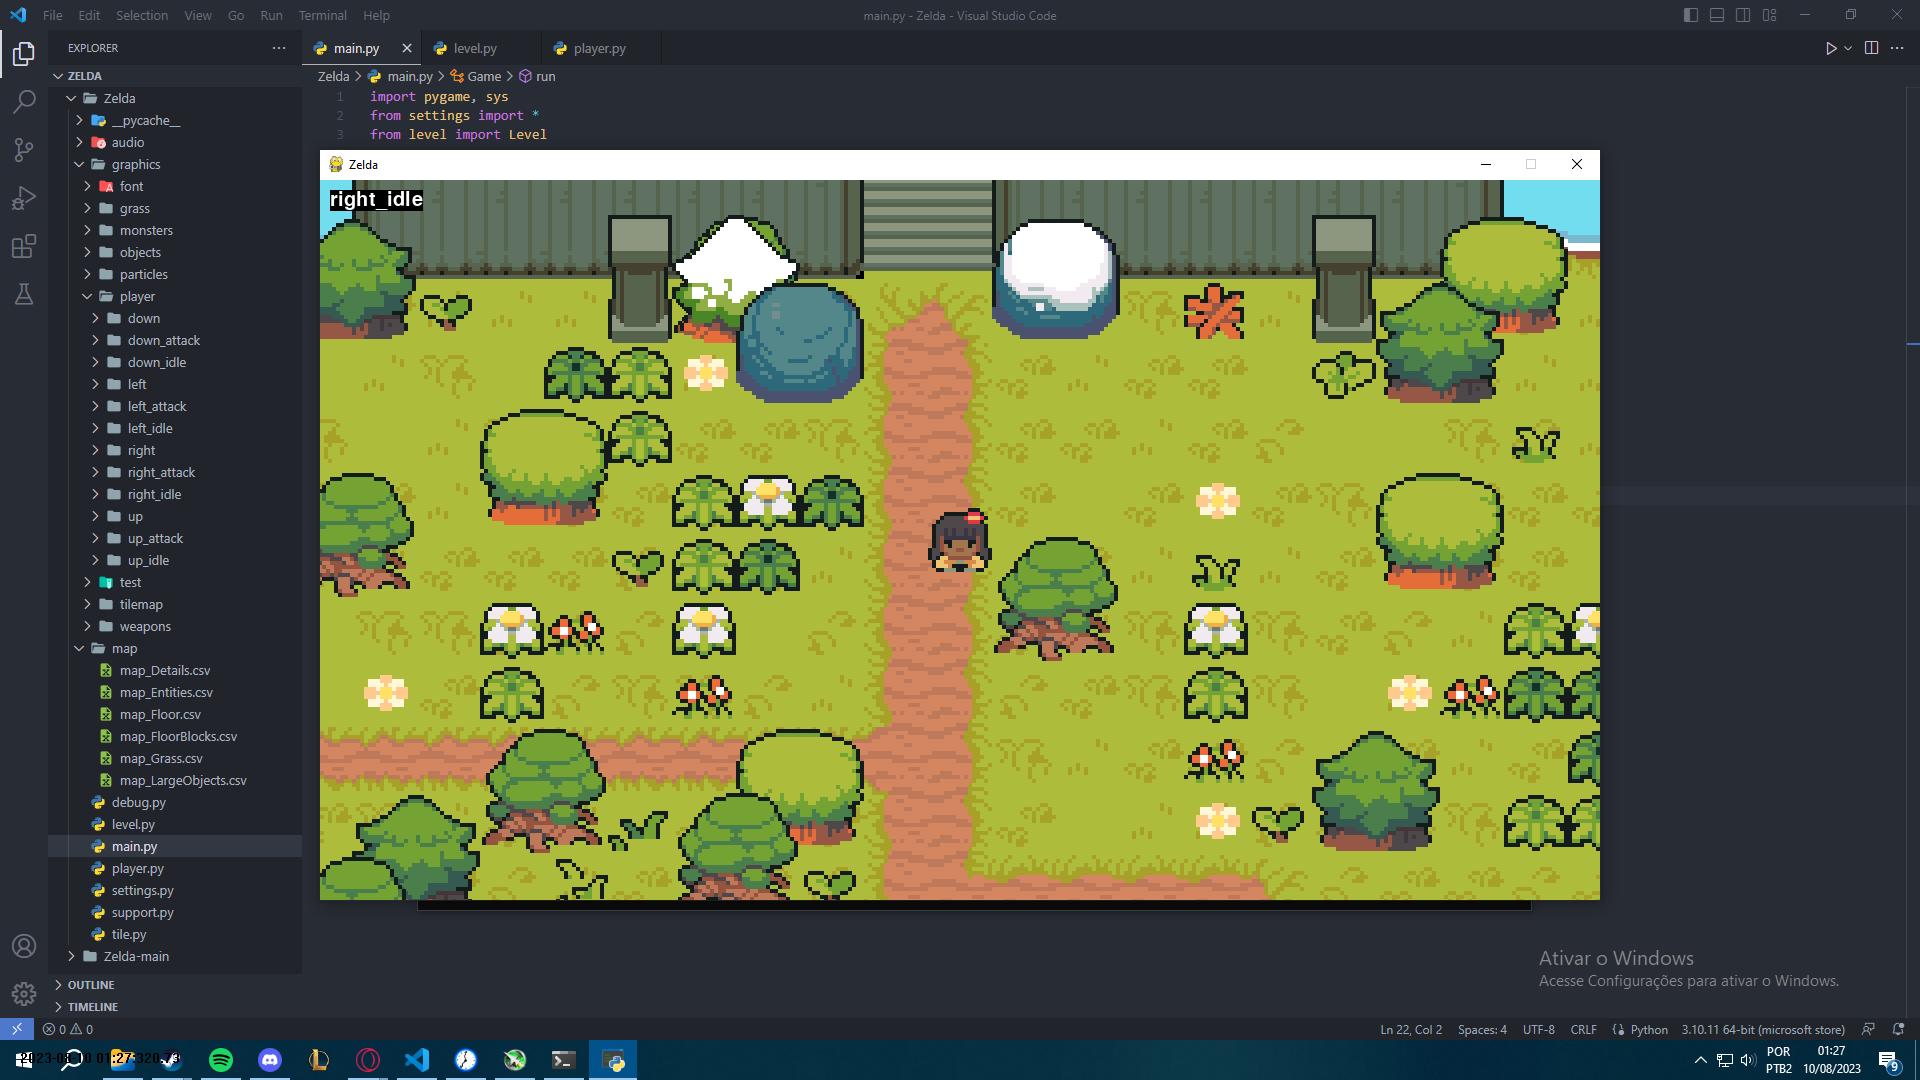 File Edit Selection View Go Run Terminal Help
main.py - Zelda - Visual Studio Code
EXPLORER
main.py
level.py
player.py
ZELDA
Zelda > main.py > Game > run
Zelda
__pycache__
audio
graphics
font
grass
monsters
objects
particles
player
down
down_attack
down_idle
left
left_attack
left_idle
right
right_attack
right_idle
up
up_attack
up_idle
test
tilemap
weapons
map
map_Details.csv
map_Entities.csv
map_Floor.csv
map_FloorBlocks.csv
map_Grass.csv
map_LargeObjects.csv
debug.py
level.py
main.py
player.py
settings.py
support.py
tile.py
Zelda-main
OUTLINE
TIMELINE
1 import pygame, sys
2 from settings import *
3 from level import Level
Zelda
right_idle
Ativar o Windows
Acesse Configurações para ativar o Windows.
0 0
Ln 22, Col 2 Spaces: 4 UTF-8 CRLF Python 3.10.11 64-bit (microsoft store)
POR
PTB2
01:27
10/08/2023
9